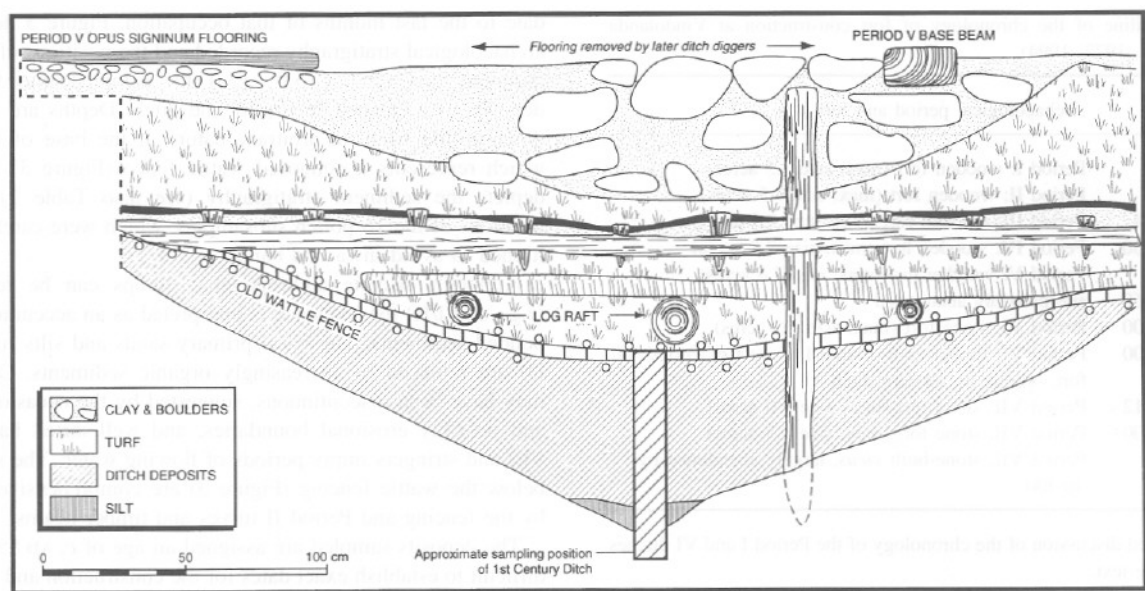 PERIOD V OPUS SIGNINUM FLOORING
Flooring removed by later ditch diggers
PERIOD V BASE BEAM
OLD WATTLE FENCE
LOG RAFT
CLAY & BOULDERS
TURF
DITCH DEPOSITS
SILT
0 50 100 cm
Approximate sampling position
of 1st Century Ditch